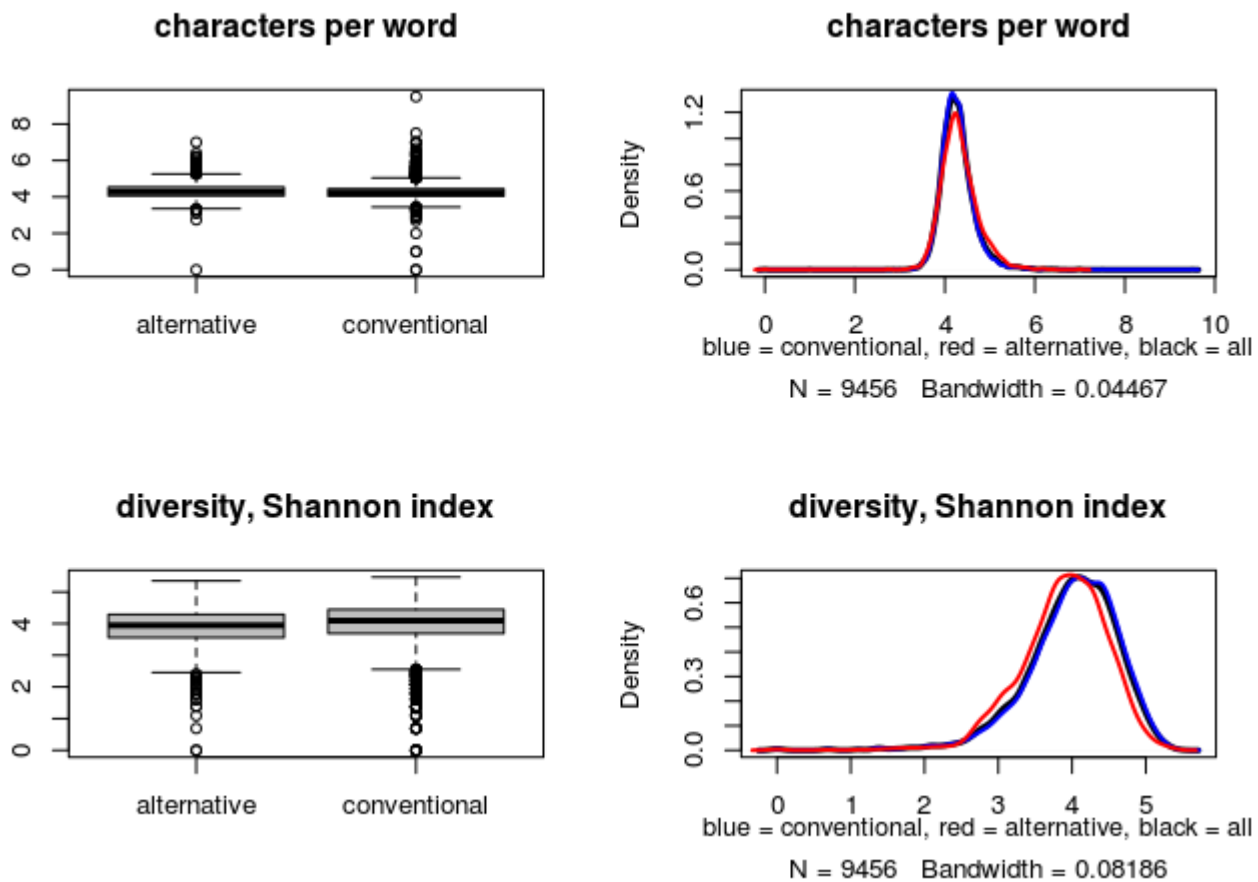 characters per word
8
6
4
2
0
alternative conventional
characters per word
Density
1.2
0.6
0.0
0 2 4 6 8 10
blue = conventional, red = alternative, black = all
N = 9456 Bandwidth = 0.04467
diversity, Shannon index
4
2
0
alternative conventional
diversity, Shannon index
Density
0.6
0.3
0.0
0 1 2 3 4 5
blue = conventional, red = alternative, black = all
N = 9456 Bandwidth = 0.08186